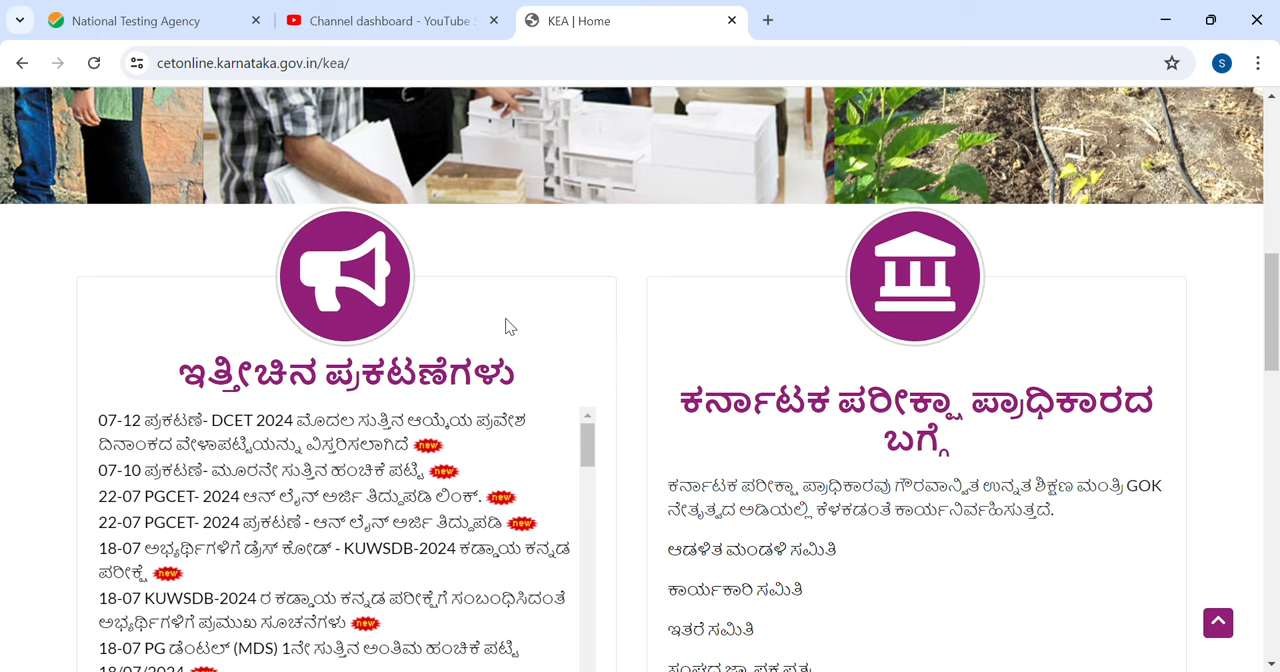 National Testing Agency
Channel dashboard - YouTube S
KEA | Home
cetonline.karnataka.gov.in/kea/
S
ಇತ್ತೀಚಿನ ಪ್ರಕಟಣೆಗಳು
07-12 ಪ್ರಕಟಣೆ- DCET 2024 ಮೊದಲ ಸುತ್ತಿನ ಆಯ್ಕೆಯ ಪ್ರವೇಶ
ದಿನಾಂಕದ ವೇಳಾಪಟ್ಟಿಯನ್ನು ವಿಸ್ತರಿಸಲಾಗಿದೆ new
07-10 ಪ್ರಕಟಣೆ- ಮೂರನೇ ಸುತ್ತಿನ ಹಂಚಿಕೆ ಪಟ್ಟಿ new
22-07 PGCET- 2024 ಆನ್ ಲೈನ್ ಅರ್ಜಿ ತಿದ್ದುಪಡಿ ಲಿಂಕ್. new
22-07 PGCET- 2024 ಪ್ರಕಟಣೆ - ಆನ್ ಲೈನ್ ಅರ್ಜಿ ತಿದ್ದುಪಡಿ new
18-07 ಅಭ್ಯರ್ಥಿಗಳಿಗೆ ಡ್ರೆಸ್ ಕೋಡ್ - KUWSDB-2024 ಕಡ್ಡಾಯ ಕನ್ನಡ
ಪರೀಕ್ಷೆ new
18-07 KUWSDB-2024 ರ ಕಡ್ಡಾಯ ಕನ್ನಡ ಪರೀಕ್ಷೆಗೆ ಸಂಬಂಧಿಸಿದಂತೆ
ಅಭ್ಯರ್ಥಿಗಳಿಗೆ ಪ್ರಮುಖ ಸೂಚನೆಗಳು new
18-07 PG ಡೆಂಟಲ್ (MDS) 1ನೇ ಸುತ್ತಿನ ಅಂತಿಮ ಹಂಚಿಕೆ ಪಟ್ಟಿ
18/07/2024
ಕರ್ನಾಟಕ ಪರೀಕ್ಷಾ ಪ್ರಾಧಿಕಾರದ
ಬಗ್ಗೆ
ಕರ್ನಾಟಕ ಪರೀಕ್ಷಾ ಪ್ರಾಧಿಕಾರವು ಗೌರವಾನ್ವಿತ ಉನ್ನತ ಶಿಕ್ಷಣ ಮಂತ್ರಿ GOK
ನೇತೃತ್ವದ ಅಡಿಯಲ್ಲಿ ಕೆಳಕಂಡಂತೆ ಕಾರ್ಯನಿರ್ವಹಿಸುತ್ತದೆ.
ಆಡಳಿತ ಮಂಡಳಿ ಸಮಿತಿ
ಕಾರ್ಯಕಾರಿ ಸಮಿತಿ
ಇತರೆ ಸಮಿತಿ